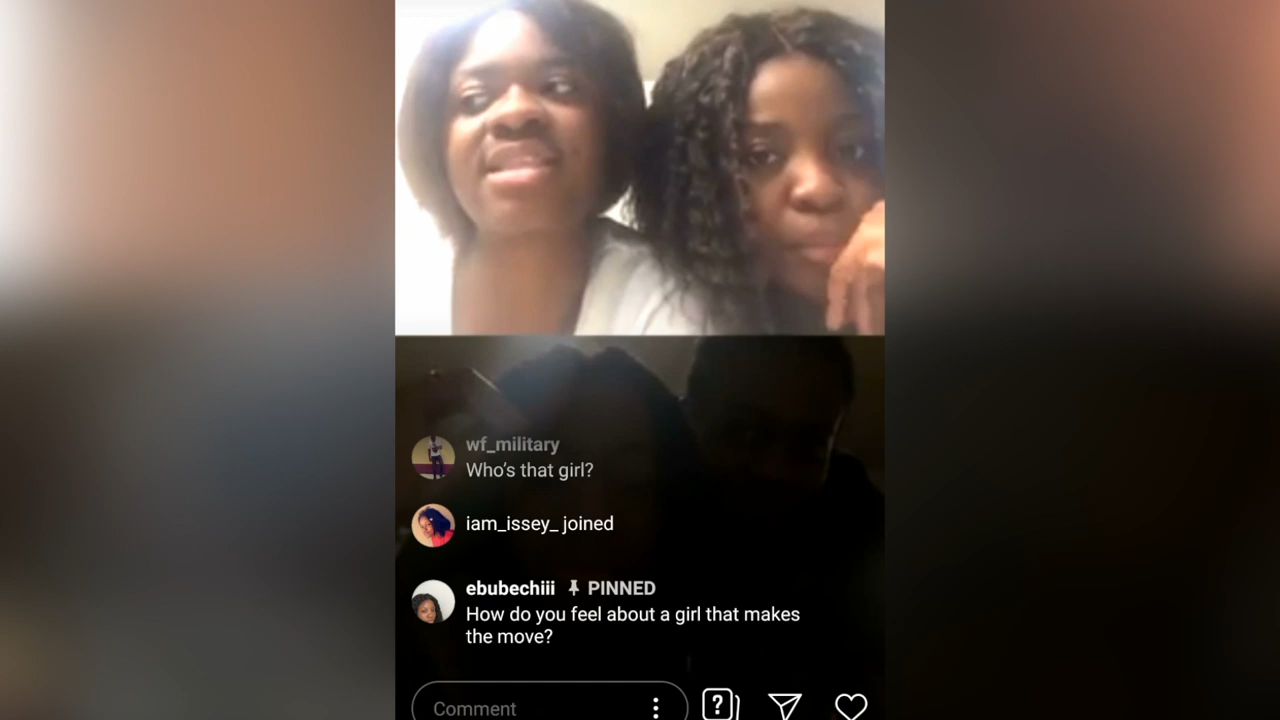 wf_military
Who's that girl?
iam_issey_ joined
ebubechiii PINNED
How do you feel about a girl that makes
the move?
Comment
?